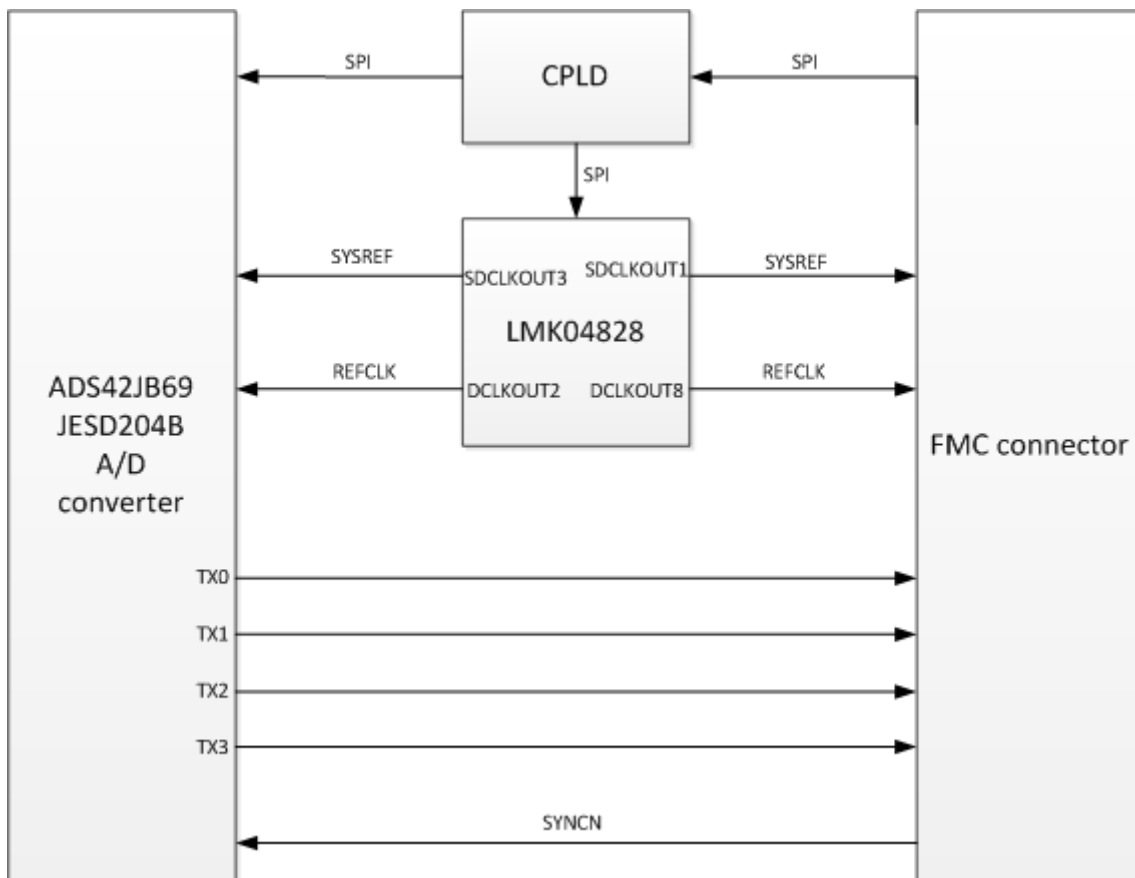 SPI
CPLD
SPI
SPI
SYSREF
SDCLKOUT3
SDCLKOUT1
SYSREF
LMK04828
REFCLK
DCLKOUT2
DCLKOUT8
REFCLK
ADS42JB69
JESD204B
A/D
converter
FMC connector
TX0
TX1
TX2
TX3
SYNCN